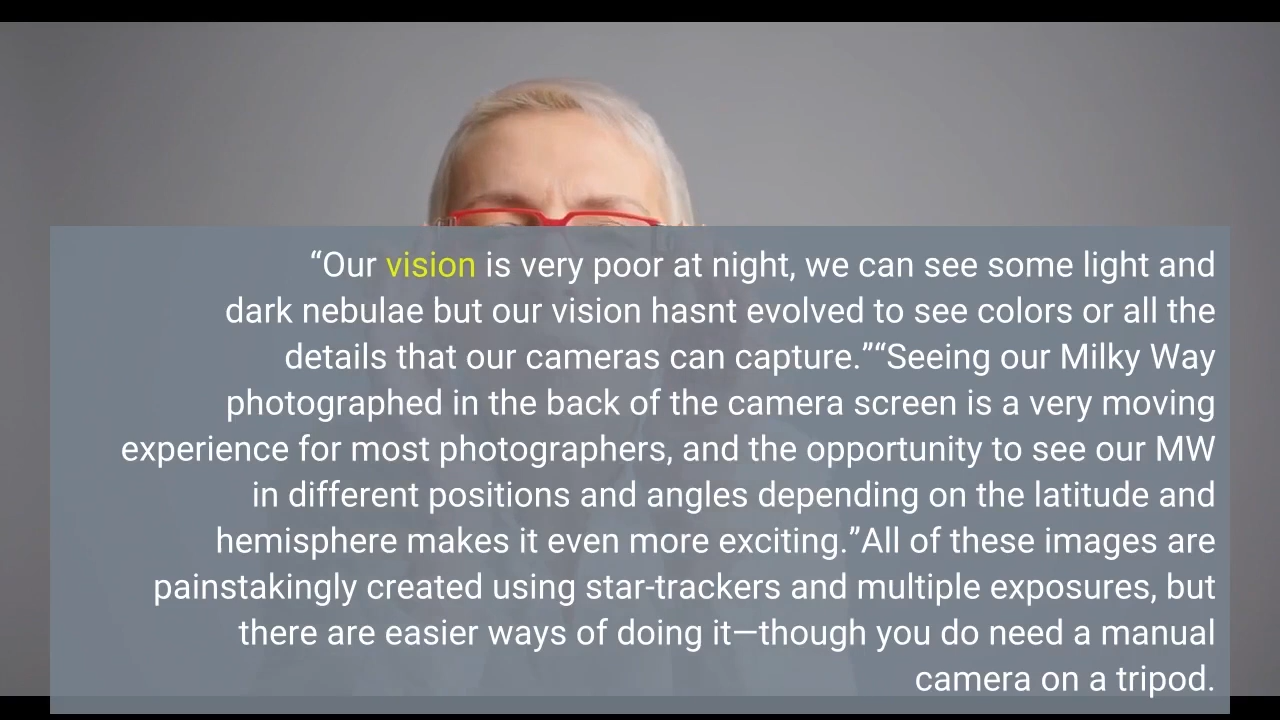 “Our vision is very poor at night, we can see some light and
dark nebulae but our vision hasnt evolved to see colors or all the
details that our cameras can capture.”“Seeing our Milky Way
photographed in the back of the camera screen is a very moving
experience for most photographers, and the opportunity to see our MW
in different positions and angles depending on the latitude and
hemisphere makes it even more exciting.”All of these images are
painstakingly created using star-trackers and multiple exposures, but
there are easier ways of doing it—though you do need a manual
camera on a tripod.